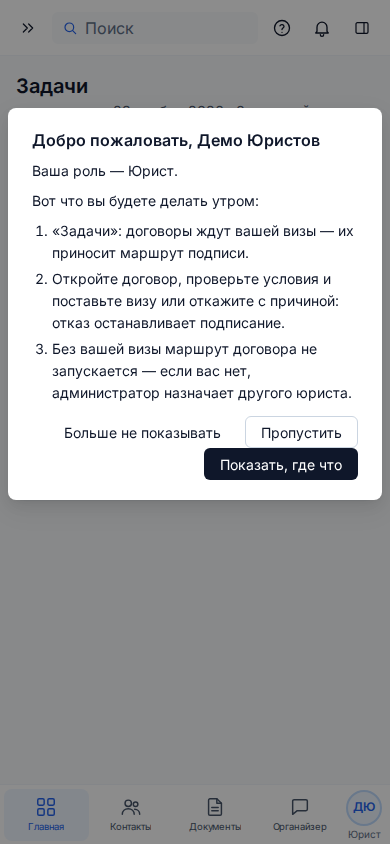 Поиск
Задачи
Добро пожаловать, Демо Юристов
Ваша роль — Юрист.
Вот что вы будете делать утром:
1. «Задачи»: договоры ждут вашей визы — их
приносит маршрут подписи.
2. Откройте договор, проверьте условия и
поставьте визу или откажите с причиной:
отказ останавливает подписание.
3. Без вашей визы маршрут договора не
запускается — если вас нет,
администратор назначает другого юриста.
Больше не показывать
Пропустить
Показать, где что
Главная
Контакты
Документы
Органайзер
ДЮ
Юрист